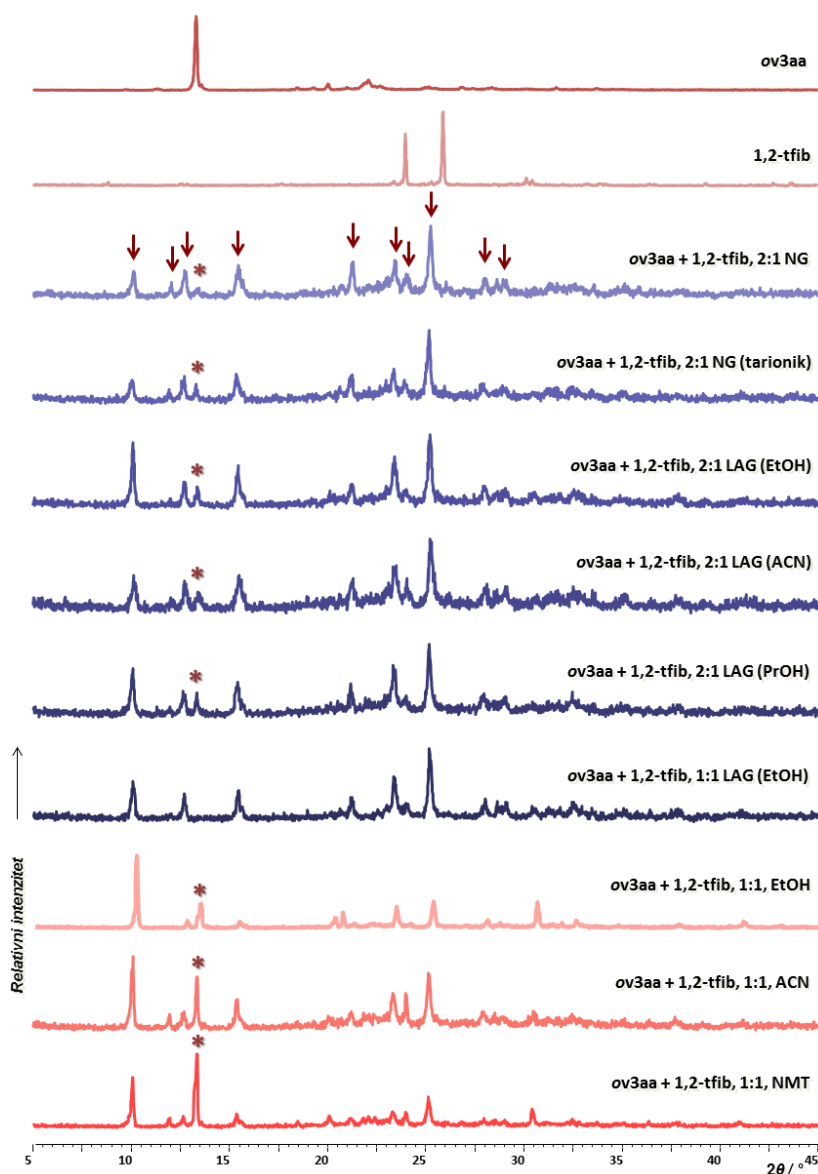 ov3aa
1,2-tfib
*
ov3aa + 1,2-tfib, 2:1 NG
*
ov3aa + 1,2-tfib, 2:1 NG (tarionik)
*
ov3aa + 1,2-tfib, 2:1 LAG (EtOH)
*
ov3aa + 1,2-tfib, 2:1 LAG (ACN)
*
ov3aa + 1,2-tfib, 2:1 LAG (PrOH)
ov3aa + 1,2-tfib, 1:1 LAG (EtOH)
Relativni intenzitet
*
ov3aa + 1,2-tfib, 1:1, EtOH
*
ov3aa + 1,2-tfib, 1:1, ACN
*
ov3aa + 1,2-tfib, 1:1, NMT
5 10 15 20 25 30 35 40 45
2θ / °